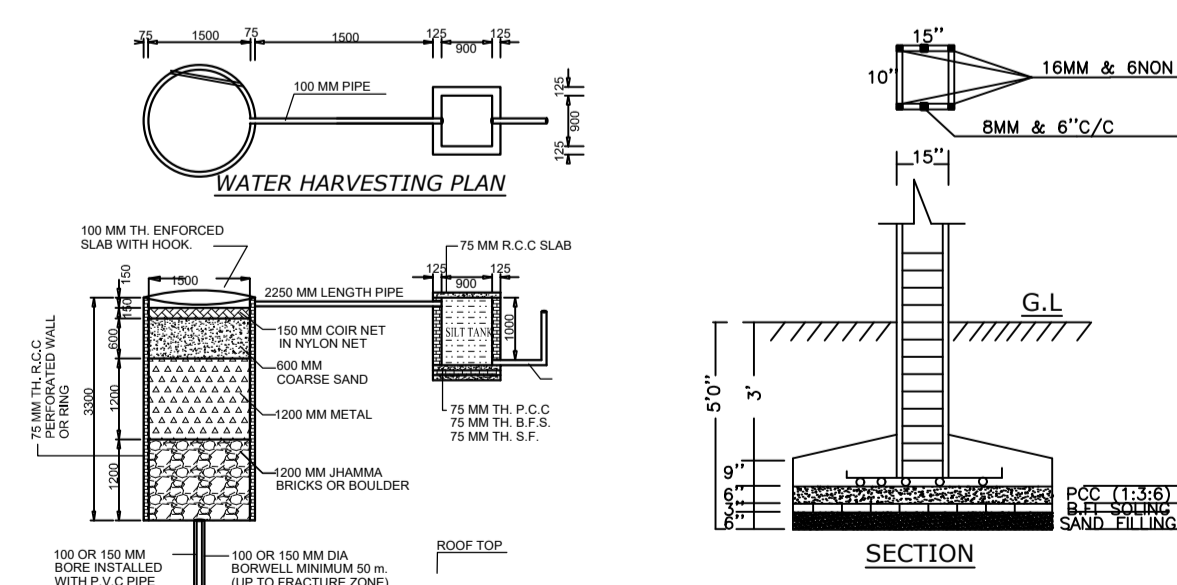 75 1500 75 1500 125 125
900
100 MM PIPE
125
900
125
WATER HARVESTING PLAN
100 MM TH. ENFORCED
SLAB WITH HOOK.
75 MM R.C.C SLAB
150
1500
125 125
900
2250 MM LENGTH PIPE
150
150 MM COIR NET
IN NYLON NET
SILT TANK
1000
600
600 MM
COARSE SAND
75 MM TH. R.C.C
PERFORATED WALL
OR RING
3300
1200
1200 MM METAL
75 MM TH. P.C.C
75 MM TH. B.F.S.
75 MM TH. S.F.
1200
1200 MM JHAMMA
BRICKS OR BOULDER
100 OR 150 MM
BORE INSTALLED
WITH P.V.C PIPE
100 OR 150 MM DIA
BORWELL MINIMUM 50 m.
(UP TO FRACTURE ZONE)
ROOF TOP
15''
10''
16MM & 6NON
8MM & 6''C/C
15''
G.L
5'0''
3'
9''
6''
3''
6''
PCC (1:3:6)
B.FI SOLING
SAND FILLING
SECTION